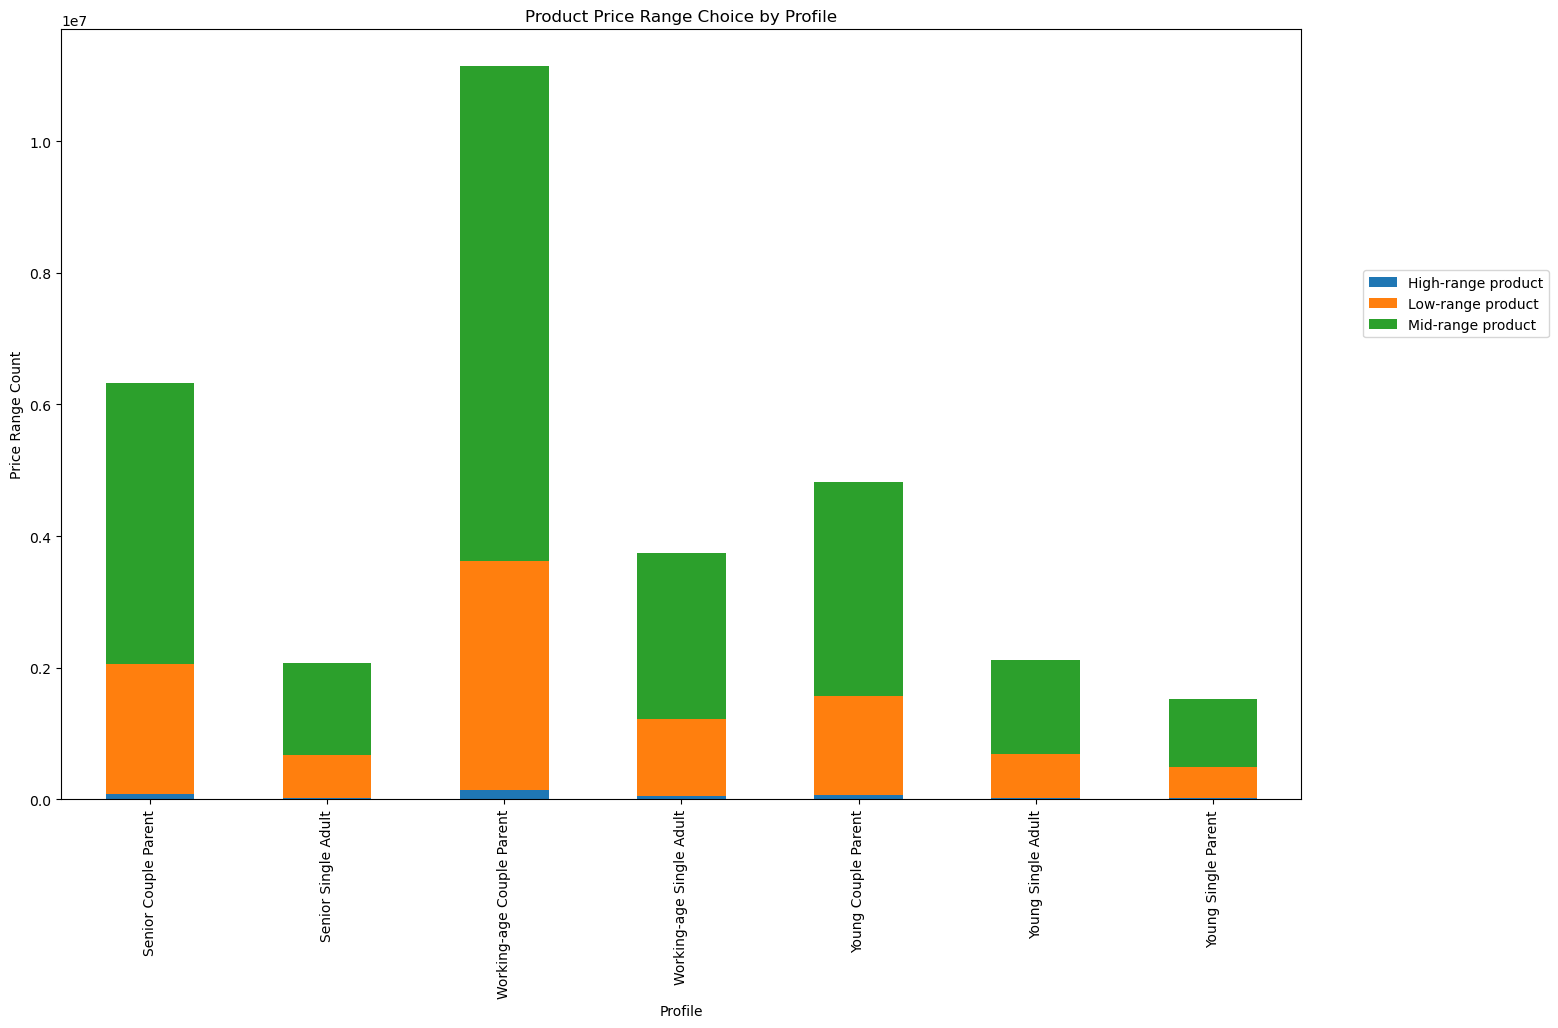 Product Price Range Choice by Profile
1e7
1.0
0.8
0.6
0.4
0.2
0.0
Price Range Count
High-range product
Low-range product
Mid-range product
Senior Couple Parent
Senior Single Adult
Working-age Couple Parent
Working-age Single Adult
Young Couple Parent
Young Single Adult
Young Single Parent
Profile